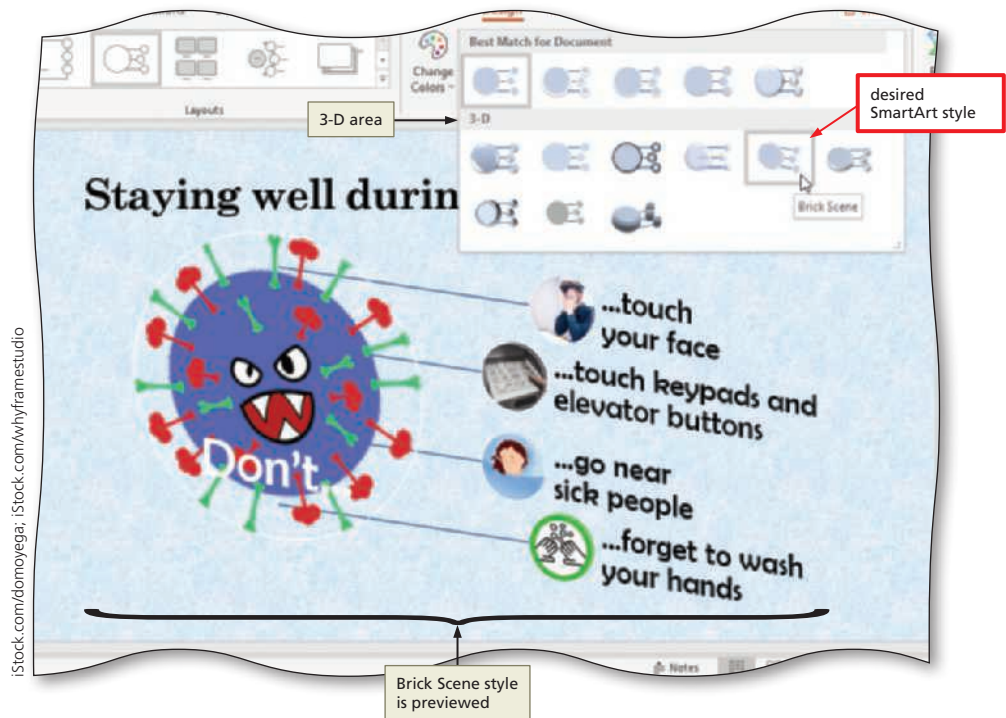 Best Match for Document
Change
Colors
Layouts
3-D area
3-D
desired
SmartArt style
Brick Scene
Staying well durin
...touch
your face
...touch keypads and
elevator buttons
...go near
sick people
Don't...
...forget to wash
your hands
iStock.com/domoyega; iStock.com/whyframestudio
Notes
Brick Scene style
is previewed